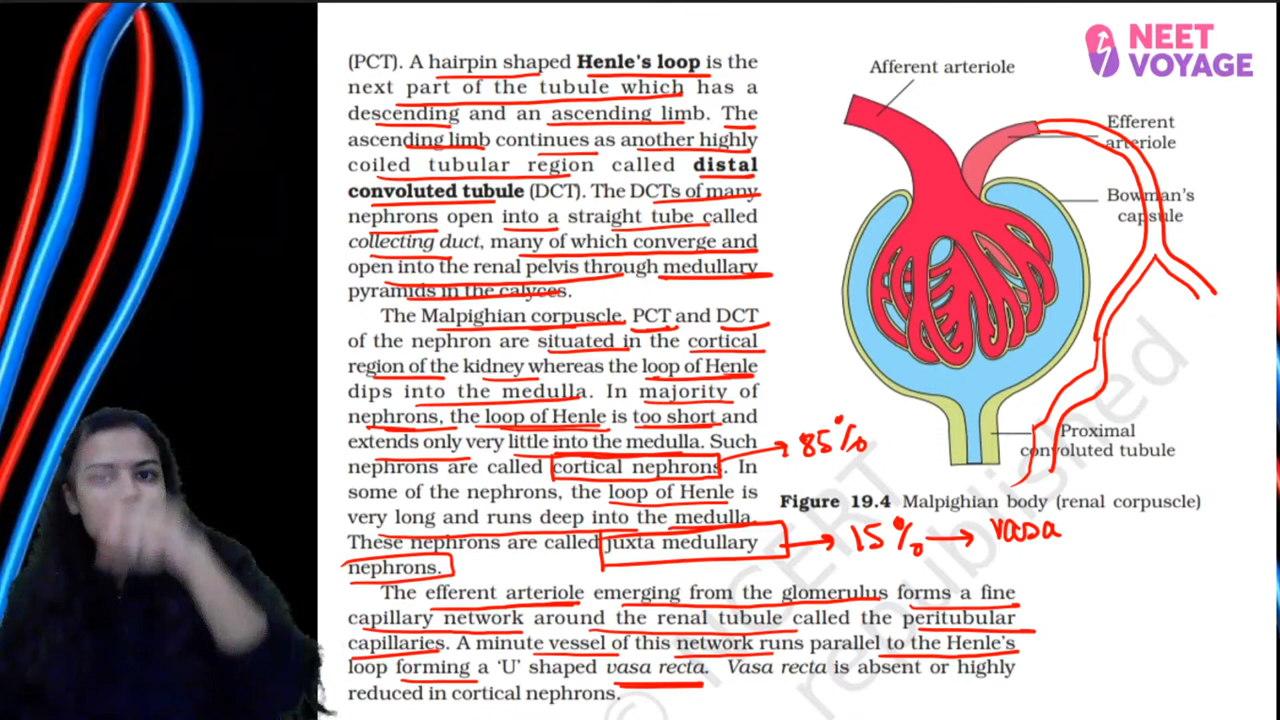 NEET
VOYAGE
(PCT). A hairpin shaped Henle's loop is the
next part of the tubule which has a
descending and an ascending limb. The
ascending limb continues as another highly
coiled tubular region called distal
convoluted tubule (DCT). The DCTs of many
nephrons open into a straight tube called
collecting duct, many of which converge and
open into the renal pelvis through medullary
pyramids in the calyces.
The Malpighian corpuscle, PCT and DCT
of the nephron are situated in the cortical
region of the kidney whereas the loop of Henle
dips into the medulla. In majority of
nephrons, the loop of Henle is too short and
extends only very little into the medulla. Such
nephrons are called cortical nephrons. In
some of the nephrons, the loop of Henle is
very long and runs deep into the medulla.
These nephrons are called juxta medullary
nephrons.
85%
15% → vasa
Afferent arteriole
Efferent
arteriole
Bowman's
capsule
Proximal
convoluted tubule
Figure 19.4 Malpighian body (renal corpuscle)
The efferent arteriole emerging from the glomerulus forms a fine
capillary network around the renal tubule called the peritubular
capillaries. A minute vessel of this network runs parallel to the Henle's
loop forming a 'U' shaped vasa recta. Vasa recta is absent or highly
reduced in cortical nephrons.
© NCERT
republished